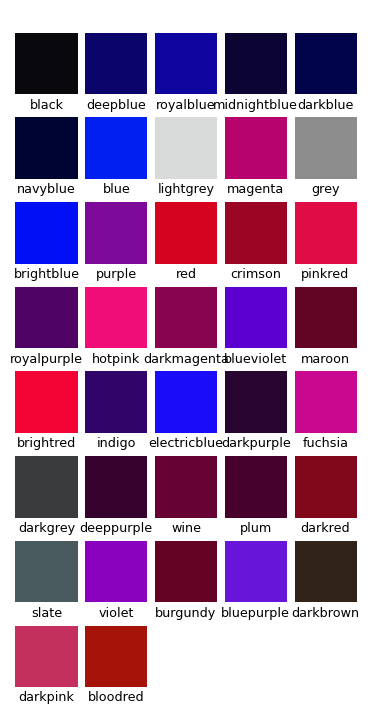 black deepblue royalblue midnightblue darkblue
navyblue blue lightgrey magenta grey
brightblue purple red crimson pinkred
royalpurple hotpink darkmagenta blueviolet maroon
brightred indigo electricblue darkpurple fuchsia
darkgrey deeppurple wine plum darkred
slate violet burgundy bluepurple darkbrown
darkpink bloodred